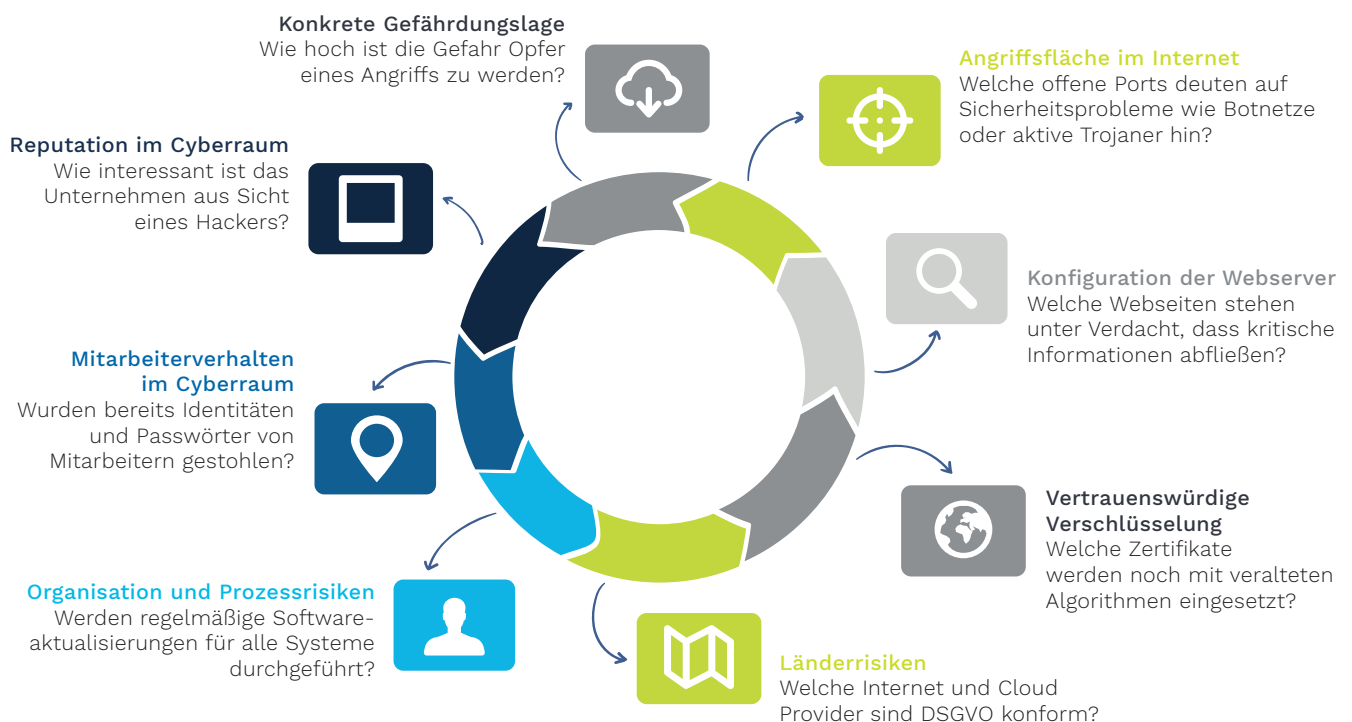 Konkrete Gefährdungslage
Wie hoch ist die Gefahr Opfer
eines Angriffs zu werden?
Angriffsfläche im Internet
Welche offene Ports deuten auf
Sicherheitsprobleme wie Botnetze
oder aktive Trojaner hin?
Reputation im Cyberraum
Wie interessant ist das
Unternehmen aus Sicht
eines Hackers?
Konfiguration der Webserver
Welche Webseiten stehen
unter Verdacht, dass kritische
Informationen abfließen?
Mitarbeiterverhalten
im Cyberraum
Wurden bereits Identitäten
und Passwörter von
Mitarbeitern gestohlen?
Vertrauenswürdige
Verschlüsselung
Welche Zertifikate
werden noch mit veralteten
Algorithmen eingesetzt?
Organisation und Prozessrisiken
Werden regelmäßige Software-
aktualisierungen für alle Systeme
durchgeführt?
Länderrisiken
Welche Internet und Cloud
Provider sind DSGVO konform?